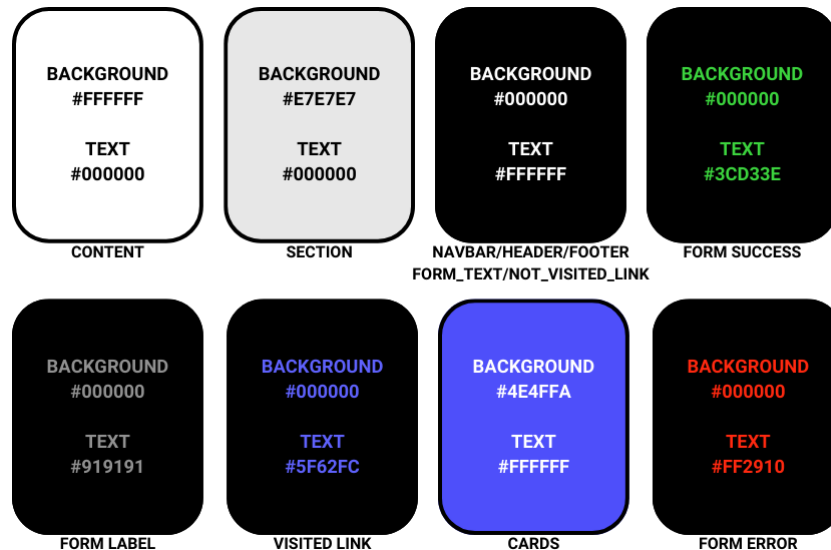 BACKGROUND
#FFFFFF
TEXT
#000000
CONTENT
BACKGROUND
#E7E7E7
TEXT
#000000
SECTION
BACKGROUND
#000000
TEXT
#FFFFFF
NAVBAR/HEADER/FOOTER
FORM_TEXT/NOT_VISITED_LINK
BACKGROUND
#000000
TEXT
#3CD33E
FORM SUCCESS
BACKGROUND
#000000
TEXT
#919191
FORM LABEL
BACKGROUND
#000000
TEXT
#5F62FC
VISITED LINK
BACKGROUND
#4E4FFA
TEXT
#FFFFFF
CARDS
BACKGROUND
#000000
TEXT
#FF2910
FORM ERROR